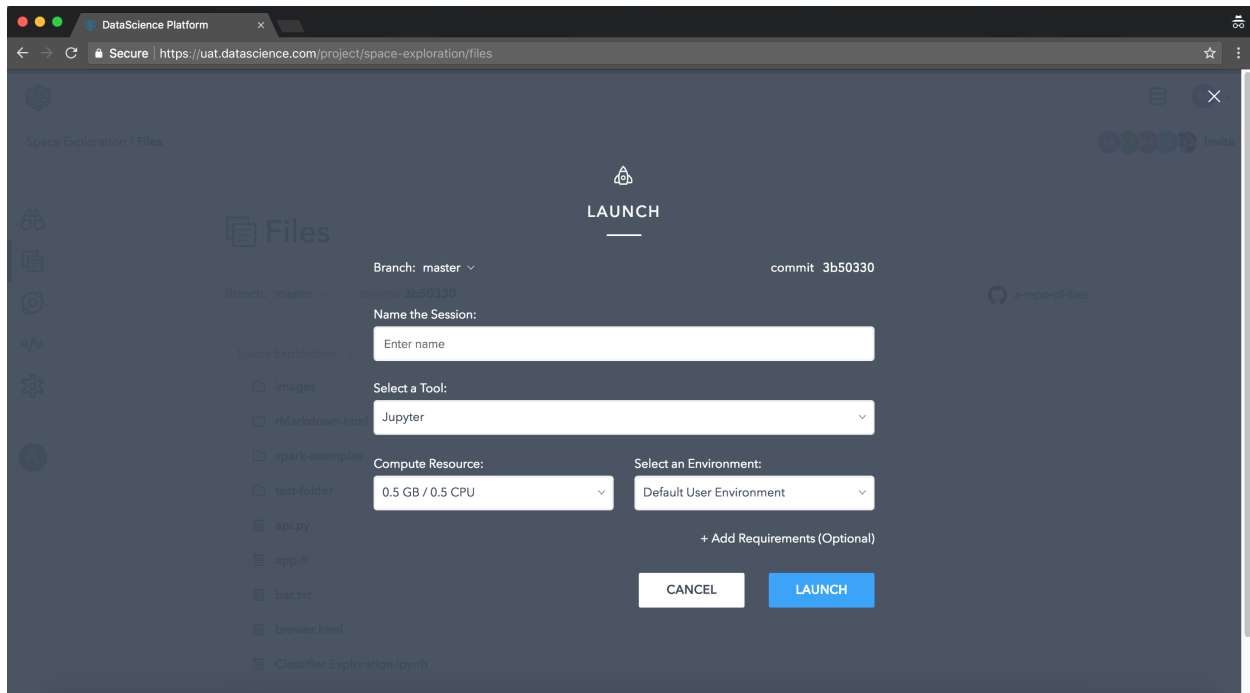 DataScience Platform
Secure https://uat.datascience.com/project/space-exploration/files
Space Exploration / Files
Invite
LAUNCH
Files
Branch: master
commit 3b50330
Branch: master
commit 3b50330
a-repo-of-files
Name the Session:
Enter name
Space Exploration /
images
Select a Tool:
Jupyter
rMarkdown-html
spark-examples
Compute Resource:
Select an Environment:
0.5 GB / 0.5 CPU
Default User Environment
test-folder
api.py
+ Add Requirements (Optional)
app.R
CANCEL
LAUNCH
bar.txt
brewer.html
Classifier Exploration.ipynb